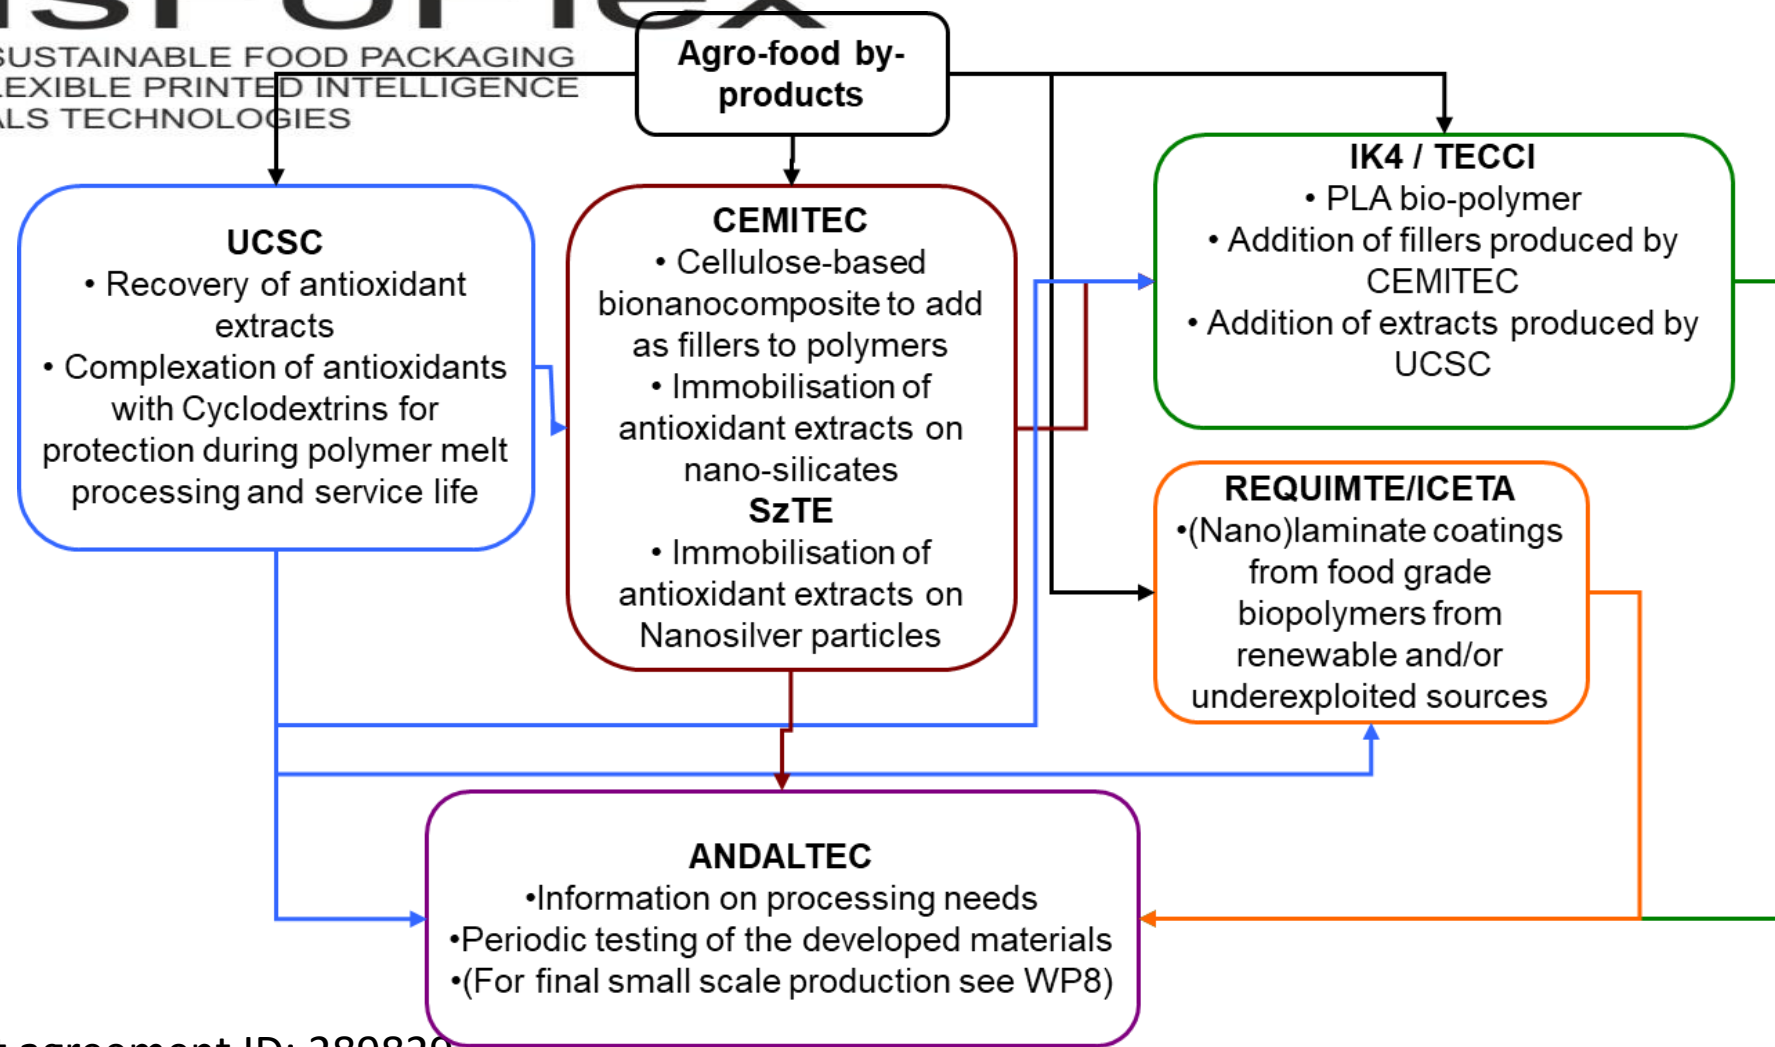 SUSTAINABLE FOOD PACKAGING
LEXIBLE PRINTED INTELLIGENCE
ALS TECHNOLOGIES
Agro-food by-
products
UCSC
• Recovery of antioxidant
extracts
• Complexation of antioxidants
with Cyclodextrins for
protection during polymer melt
processing and service life
CEMITEC
• Cellulose-based
bionanocomposite to add
as fillers to polymers
• Immobilisation of
antioxidant extracts on
nano-silicates
SzTE
• Immobilisation of
antioxidant extracts on
Nanosilver particles
IK4 / TECCI
• PLA bio-polymer
• Addition of fillers produced by
CEMITEC
• Addition of extracts produced by
UCSC
REQUIMTE/ICETA
•(Nano)laminate coatings
from food grade
biopolymers from
renewable and/or
underexploited sources
ANDALTEC
•Information on processing needs
•Periodic testing of the developed materials
•(For final small scale production see WP8)
agreement ID: 289829